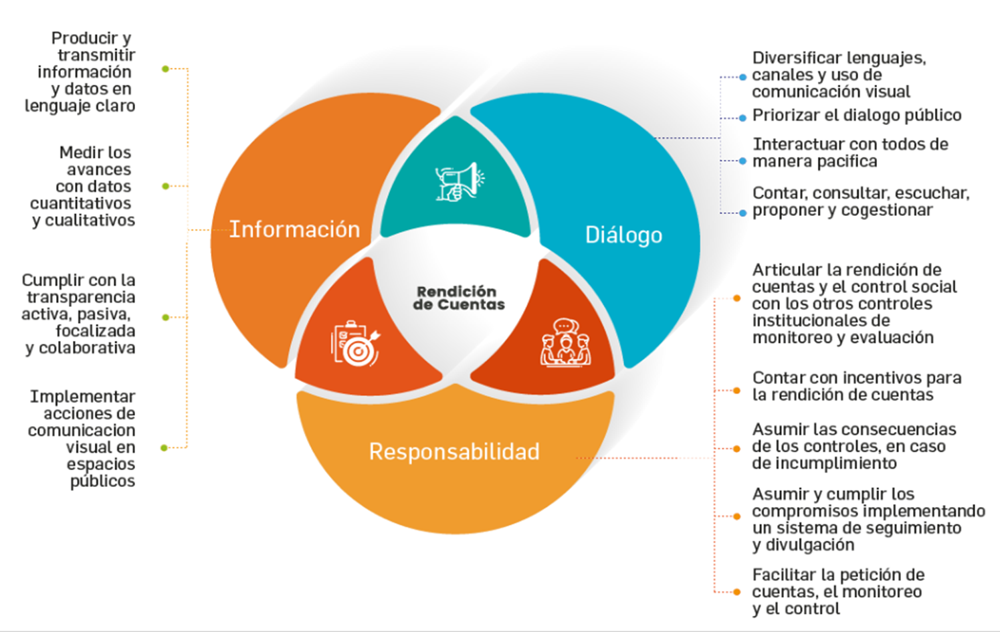 Producir y
transmitir
información
y datos en
lenguaje claro
Medir los
avances
con datos
cuantitativos
y cualitativos
Cumplir con la
transparencia
activa, pasiva,
focalizada
y colaborativa
Implementar
acciones de
comunicacion
visual en
espacios
públicos
Información
Diálogo
Rendición
de Cuentas
Responsabilidad
Diversificar lenguajes,
canales y uso de
comunicación visual
Priorizar el dialogo público
Interactuar con todos de
manera pacifica
Contar, consultar, escuchar,
proponer y cogestionar
Articular la rendición de
cuentas y el control social
con los otros controles
institucionales de
monitoreo y evaluación
Contar con incentivos para
la rendición de cuentas
Asumir las consecuencias
de los controles, en caso
de incumplimiento
Asumir y cumplir los
compromisos implementando
un sistema de seguimiento
y divulgación
Facilitar la petición de
cuentas, el monitoreo
y el control